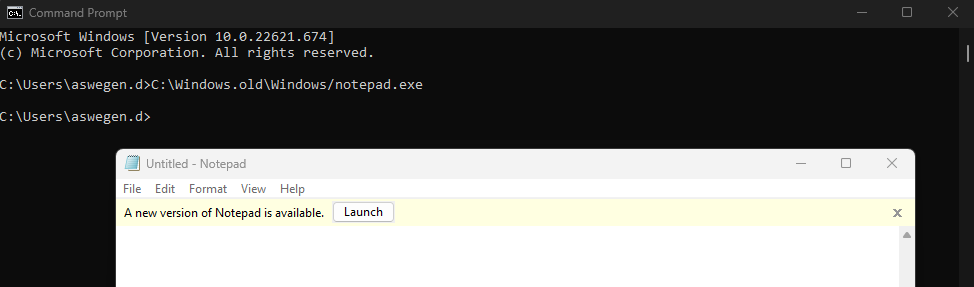 Command Prompt
Microsoft Windows [Version 10.0.22621.674]
(c) Microsoft Corporation. All rights reserved.
C:\Users\aswegen.d>C:\Windows.old\Windows/notepad.exe
C:\Users\aswegen.d>
Untitled - Notepad
File Edit Format View Help
A new version of Notepad is available. Launch x